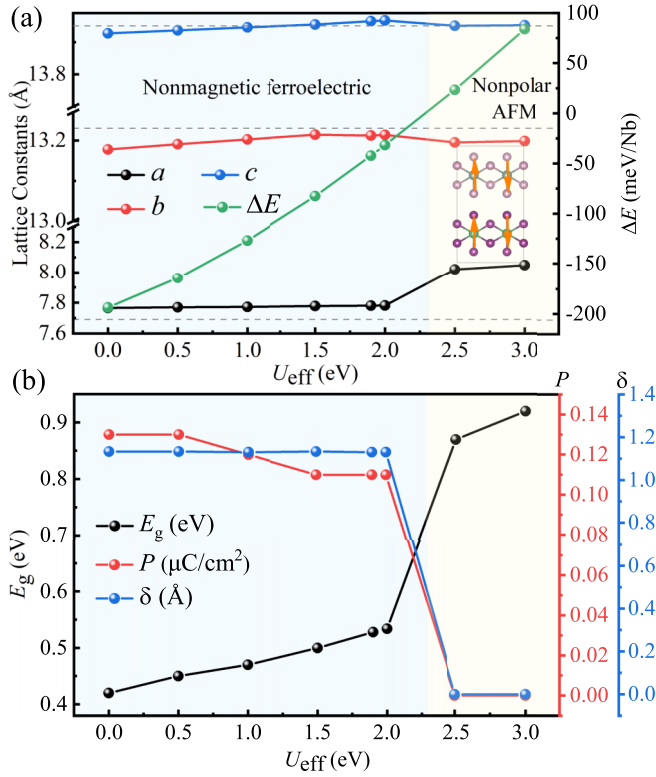 (a)
Nonmagnetic ferroelectric
Nonpolar
AFM
a
c
b
ΔE
Lattice Constants (Å)
13.8
13.2
13.0
8.2
8.0
7.8
7.6
100
50
0
-50
-100
-150
-200
ΔE (meV/Nb)
0.0 0.5 1.0 1.5 2.0 2.5 3.0
Ueff (eV)
(b)
P
δ
Eg (eV)
P (μC/cm²)
δ (Å)
Eg (eV)
0.9
0.8
0.7
0.6
0.5
0.4
0.14
0.12
0.10
0.08
0.06
0.04
0.02
0.00
1.4
1.2
1.0
0.8
0.6
0.4
0.2
0.0
0.0 0.5 1.0 1.5 2.0 2.5 3.0
Ueff (eV)